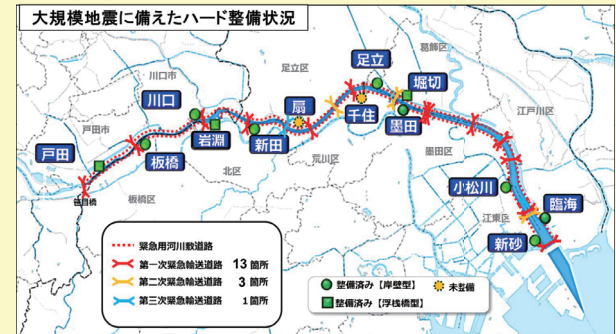 大規模地震に備えたハード整備状況
足立区
葛飾区
川口市
足立
堀切
川口
扇
江戸川区
戸田市
千住
岩淵
新田
墨田
戸田
板橋
荒川区
墨田区
北区
小松川
笹目橋
板橋区
臨海
江東区
新砂
緊急用河川敷道路
第一次緊急輸送道路 13箇所
第二次緊急輸送道路 3箇所
第三次緊急輸送道路 1箇所
整備済み【岸壁型】 未整備
整備済み【浮桟橋型】